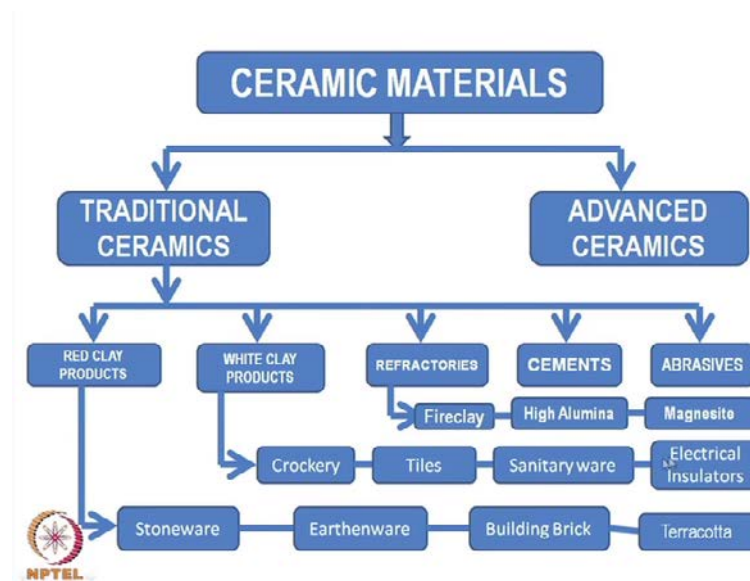 CERAMIC MATERIALS
TRADITIONAL
CERAMICS
ADVANCED
CERAMICS
RED CLAY
PRODUCTS
WHITE CLAY
PRODUCTS
REFRACTORIES
CEMENTS
ABRASIVES
Fireclay
High Alumina
Magnesite
Crockery
Tiles
Sanitary ware
Electrical
Insulators
Stoneware
Earthenware
Building Brick
Terracotta
NPTEL